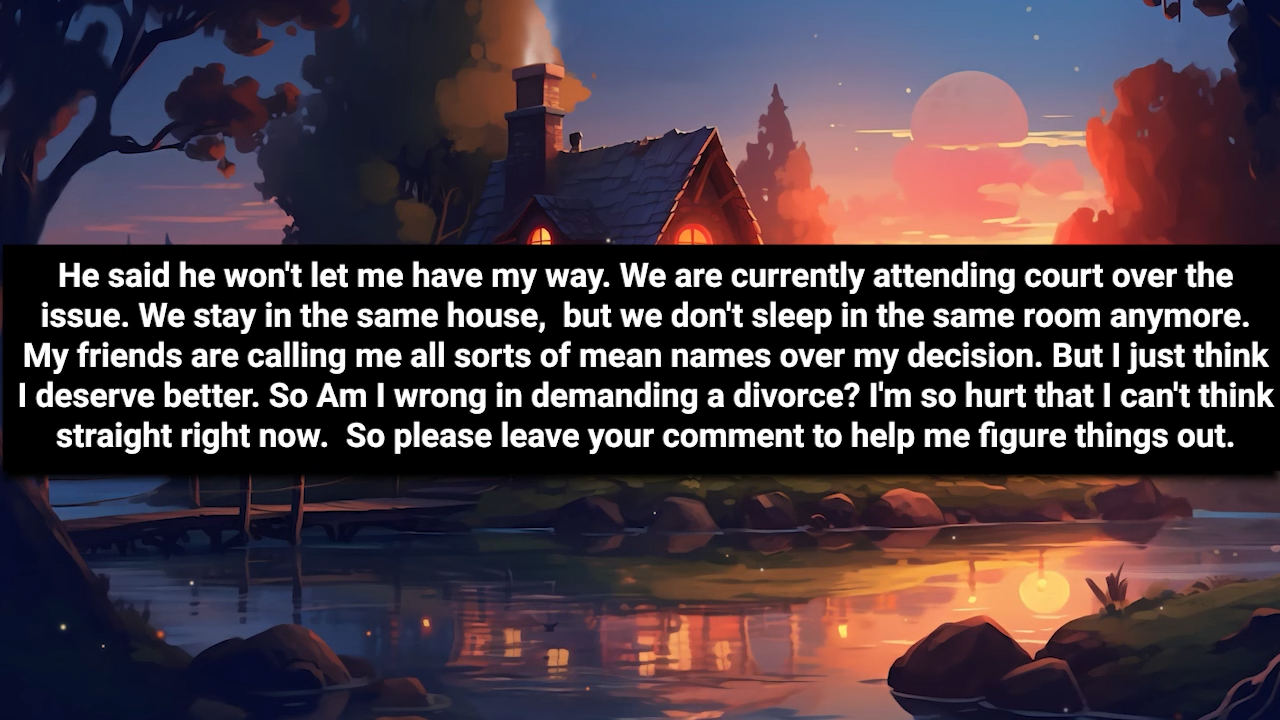 He said he won't let me have my way. We are currently attending court over the
issue. We stay in the same house,  but we don't sleep in the same room anymore.
My friends are calling me all sorts of mean names over my decision. But I just think
I deserve better. So Am I wrong in demanding a divorce? I'm so hurt that I can't think
straight right now.  So please leave your comment to help me figure things out.